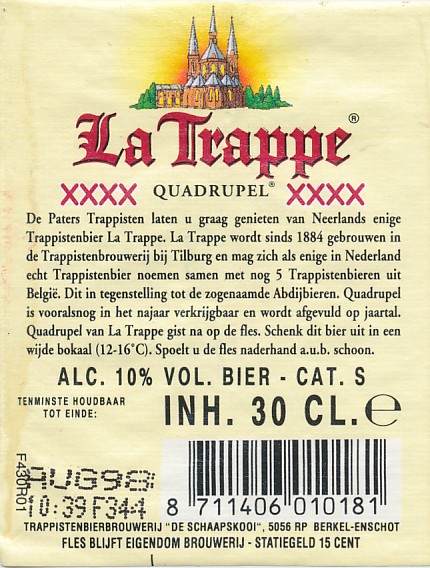 La Trappe®
XXXX QUADRUPEL® XXXX
De Paters Trappisten laten u graag genieten van Neerlands enige
Trappistenbier La Trappe. La Trappe wordt sinds 1884 gebrouwen in
de Trappistenbrouwerij bij Tilburg en mag zich als enige in Nederland
echt Trappistenbier noemen samen met nog 5 Trappistenbieren uit
België. Dit in tegenstelling tot de zogenaamde Abdijbieren. Quadrupel
is vooralsnog in het najaar verkrijgbaar en wordt afgevuld op jaartal.
Quadrupel van La Trappe gist na op de fles. Schenk dit bier uit in een
wijde bokaal (12-16°C). Spoelt u de fles naderhand a.u.b. schoon.
ALC. 10% VOL. BIER - CAT. S
TENMINSTE HOUDBAAR
TOT EINDE:
INH. 30 CL. ℮
F430R01
AUG98
10:39 F344
8 711406 010181
TRAPPISTENBIERBROUWERIJ "DE SCHAAPSKOOI", 5056 RP BERKEL-ENSCHOT
FLES BLIJFT EIGENDOM BROUWERIJ - STATIEGELD 15 CENT